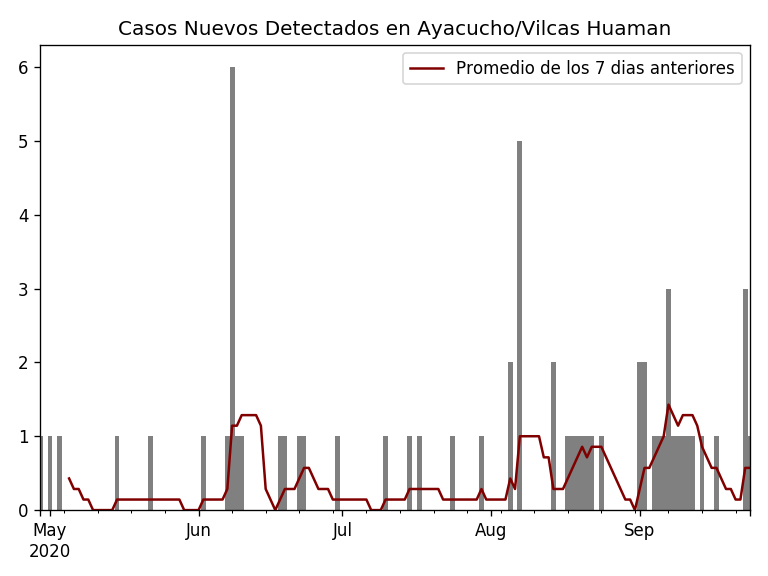 Casos Nuevos Detectados en Ayacucho/Vilcas Huaman
Promedio de los 7 dias anteriores
6
5
4
3
2
1
0
May Jun Jul Aug Sep
2020